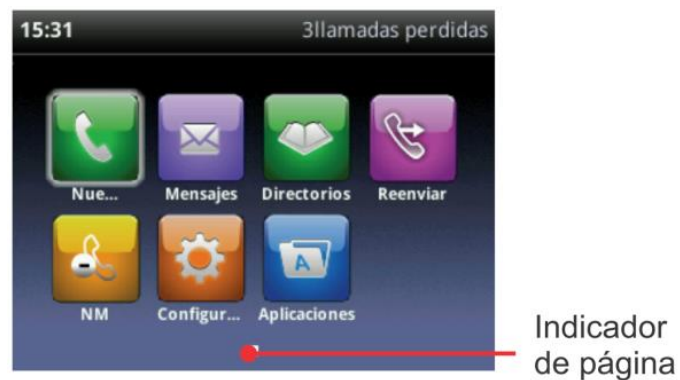 15:31 3llamadas perdidas
Nue... Mensajes Directorios Reenviar
A
NM Configur... Aplicaciones
Indicador
de página